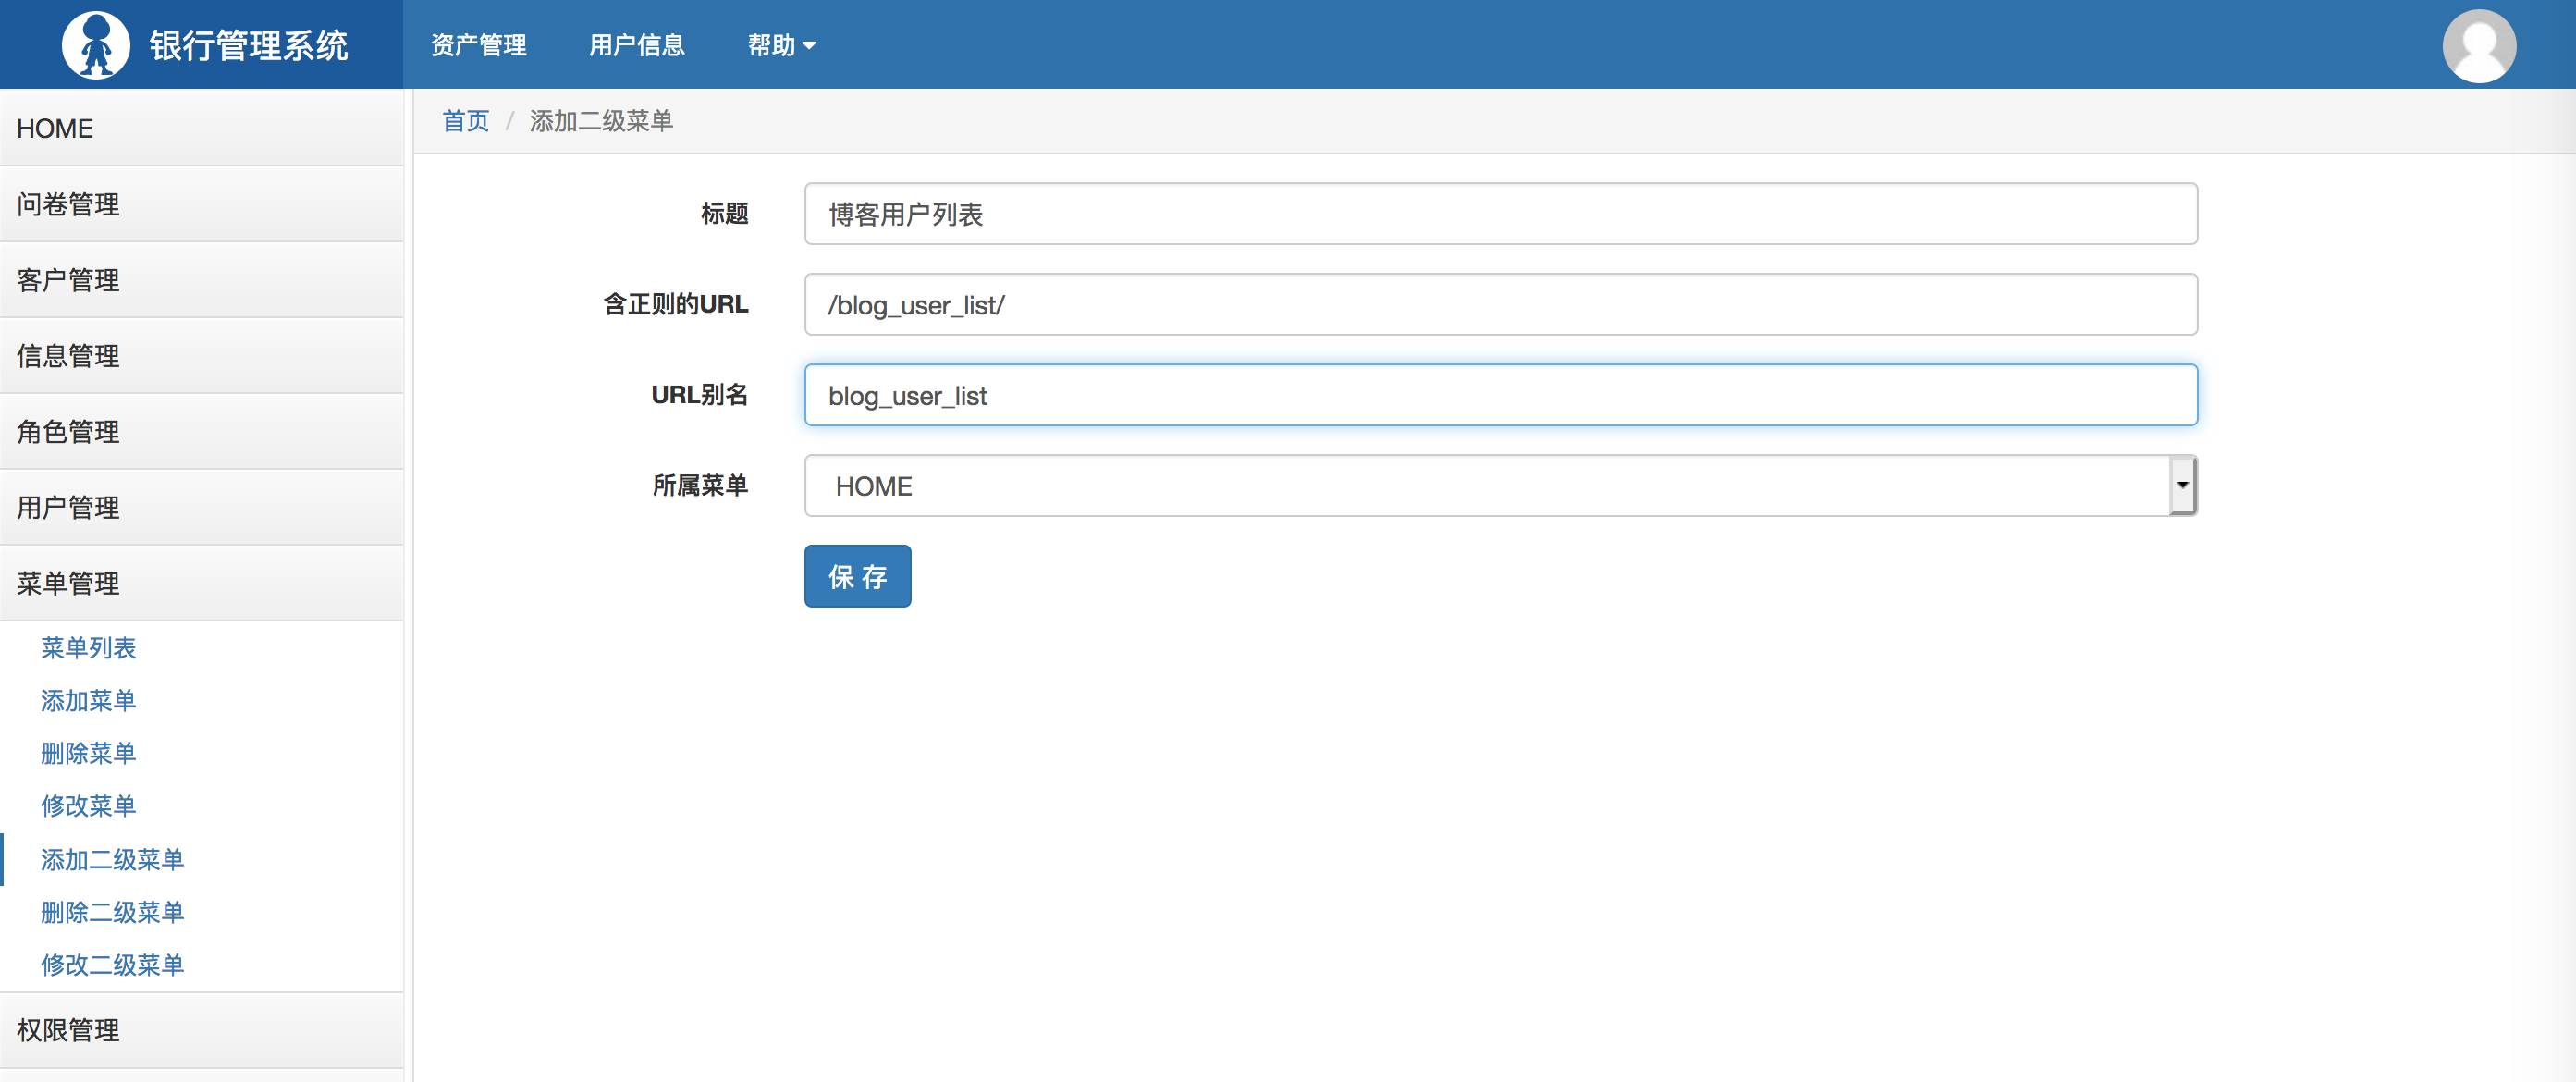 银行管理系统
资产管理
用户信息
帮助
HOME
问卷管理
客户管理
信息管理
角色管理
用户管理
菜单管理
菜单列表
添加菜单
删除菜单
修改菜单
添加二级菜单
删除二级菜单
修改二级菜单
权限管理
首页 / 添加二级菜单
标题 博客用户列表
含正则的URL /blog_user_list/
URL别名 blog_user_list
所属菜单 HOME
保 存